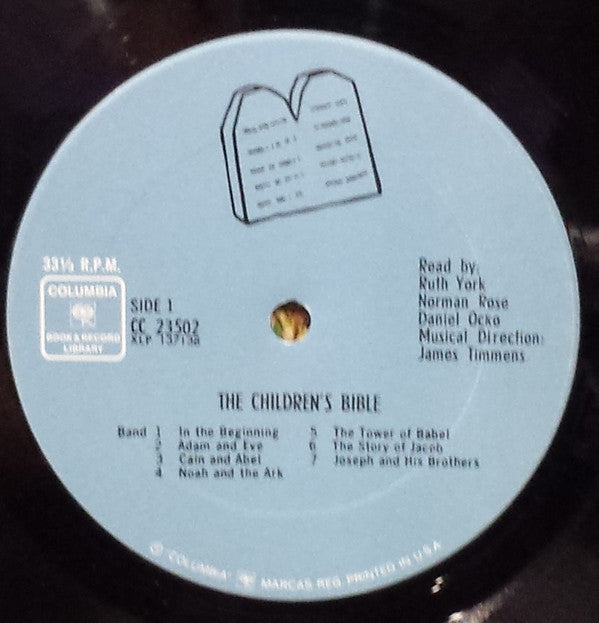 33⅓ R.P.M.
COLUMBIA
BOOK & RECORD
LIBRARY
SIDE 1
CC 23502
XLP 137138
Read by:
Ruth York
Norman Rose
Daniel Ocko
Musical Direction:
James Timmens
THE CHILDREN'S BIBLE
Band 1 In the Beginning
2 Adam and Eve
3 Cain and Abel
4 Noah and the Ark
5 The Tower of Babel
6 The Story of Jacob
7 Joseph and His Brothers
"COLUMBIA" MARCAS REG. PRINTED IN U.S.A.